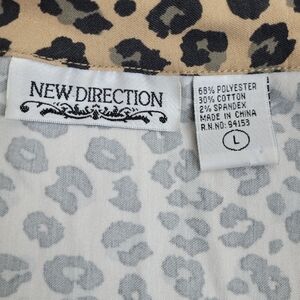 NEW DIRECTION
68% POLYESTER
30% COTTON
2% SPANDEX
MADE IN CHINA
R.N.NO: 94153
L